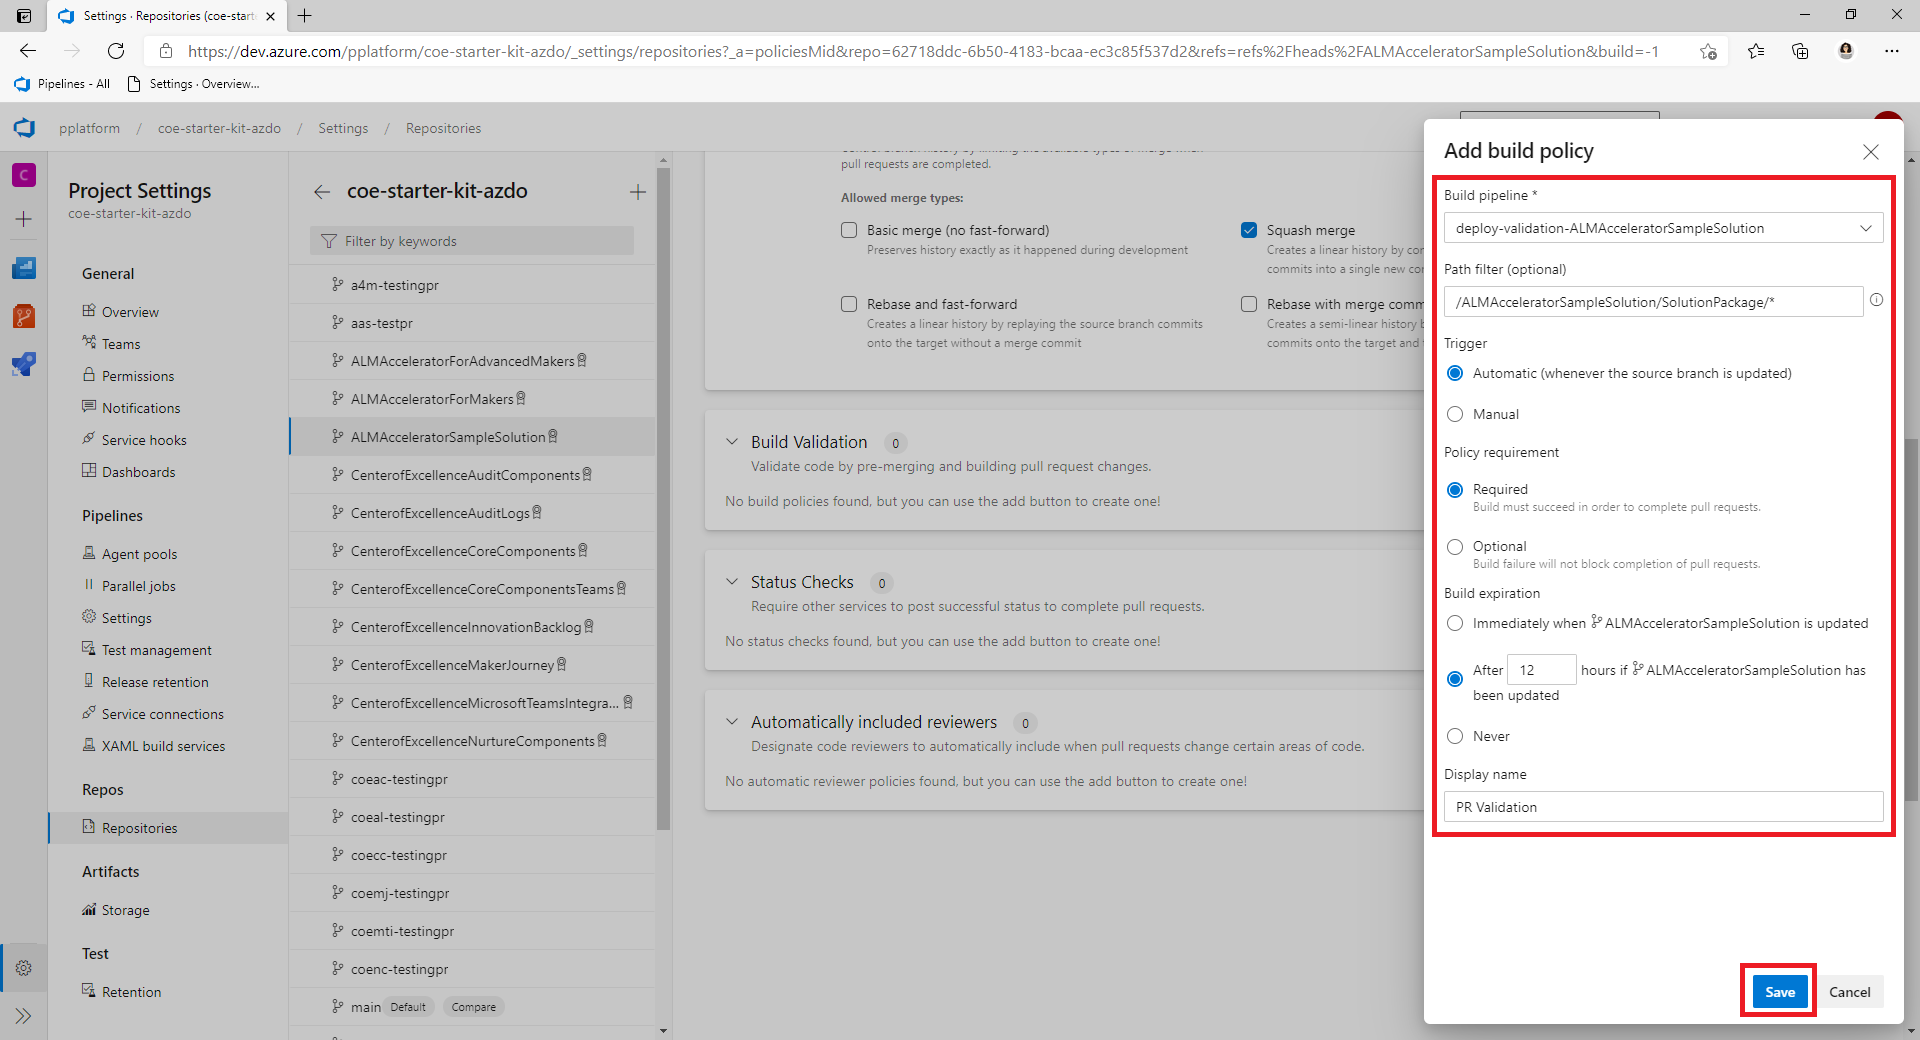 Settings · Repositories (coe-start
https://dev.azure.com/pplatform/coe-starter-kit-azdo/_settings/repositories?_a=policiesMid&repo=62718ddc-6b50-4183-bcaa-ec3c85f537d2&refs=refs%2Fheads%2FALMAcceleratorSampleSolution&build=-1
Pipelines - All
Settings · Overview...
pplatform / coe-starter-kit-azdo / Settings / Repositories
C
Project Settings
coe-starter-kit-azdo
General
Overview
Teams
Permissions
Notifications
Service hooks
Dashboards
Pipelines
Agent pools
Parallel jobs
Settings
Test management
Release retention
Service connections
XAML build services
Repos
Repositories
Artifacts
Storage
Test
Retention
coe-starter-kit-azdo
Filter by keywords
a4m-testingpr
aas-testpr
ALMAcceleratorForAdvancedMakers
ALMAcceleratorForMakers
ALMAcceleratorSampleSolution
CenterofExcellenceAuditComponents
CenterofExcellenceAuditLogs
CenterofExcellenceCoreComponents
CenterofExcellenceCoreComponentsTeams
CenterofExcellenceInnovationBacklog
CenterofExcellenceMakerJourney
CenterofExcellenceMicrosoftTeamsIntegra...
CenterofExcellenceNurtureComponents
coeac-testingpr
coeal-testingpr
coecc-testingpr
coemj-testingpr
coemti-testingpr
coenc-testingpr
main Default Compare
Control branch history by limiting the available types of merge when
pull requests are completed.
Allowed merge types:
Basic merge (no fast-forward)
Preserves history exactly as it happened during development
Squash merge
Creates a linear history by con
commits into a single new co
Rebase and fast-forward
Creates a linear history by replaying the source branch commits
onto the target without a merge commit
Rebase with merge comm
Creates a semi-linear history b
commits onto the target and
Build Validation 0
Validate code by pre-merging and building pull request changes.
No build policies found, but you can use the add button to create one!
Status Checks 0
Require other services to post successful status to complete pull requests.
No status checks found, but you can use the add button to create one!
Automatically included reviewers 0
Designate code reviewers to automatically include when pull requests change certain areas of code.
No automatic reviewer policies found, but you can use the add button to create one!
Add build policy
Build pipeline *
deploy-validation-ALMAcceleratorSampleSolution
Path filter (optional)
/ALMAcceleratorSampleSolution/SolutionPackage/*
Trigger
Automatic (whenever the source branch is updated)
Manual
Policy requirement
Required
Build must succeed in order to complete pull requests.
Optional
Build failure will not block completion of pull requests.
Build expiration
Immediately when ALMAcceleratorSampleSolution is updated
After 12 hours if ALMAcceleratorSampleSolution has
been updated
Never
Display name
PR Validation
Save
Cancel